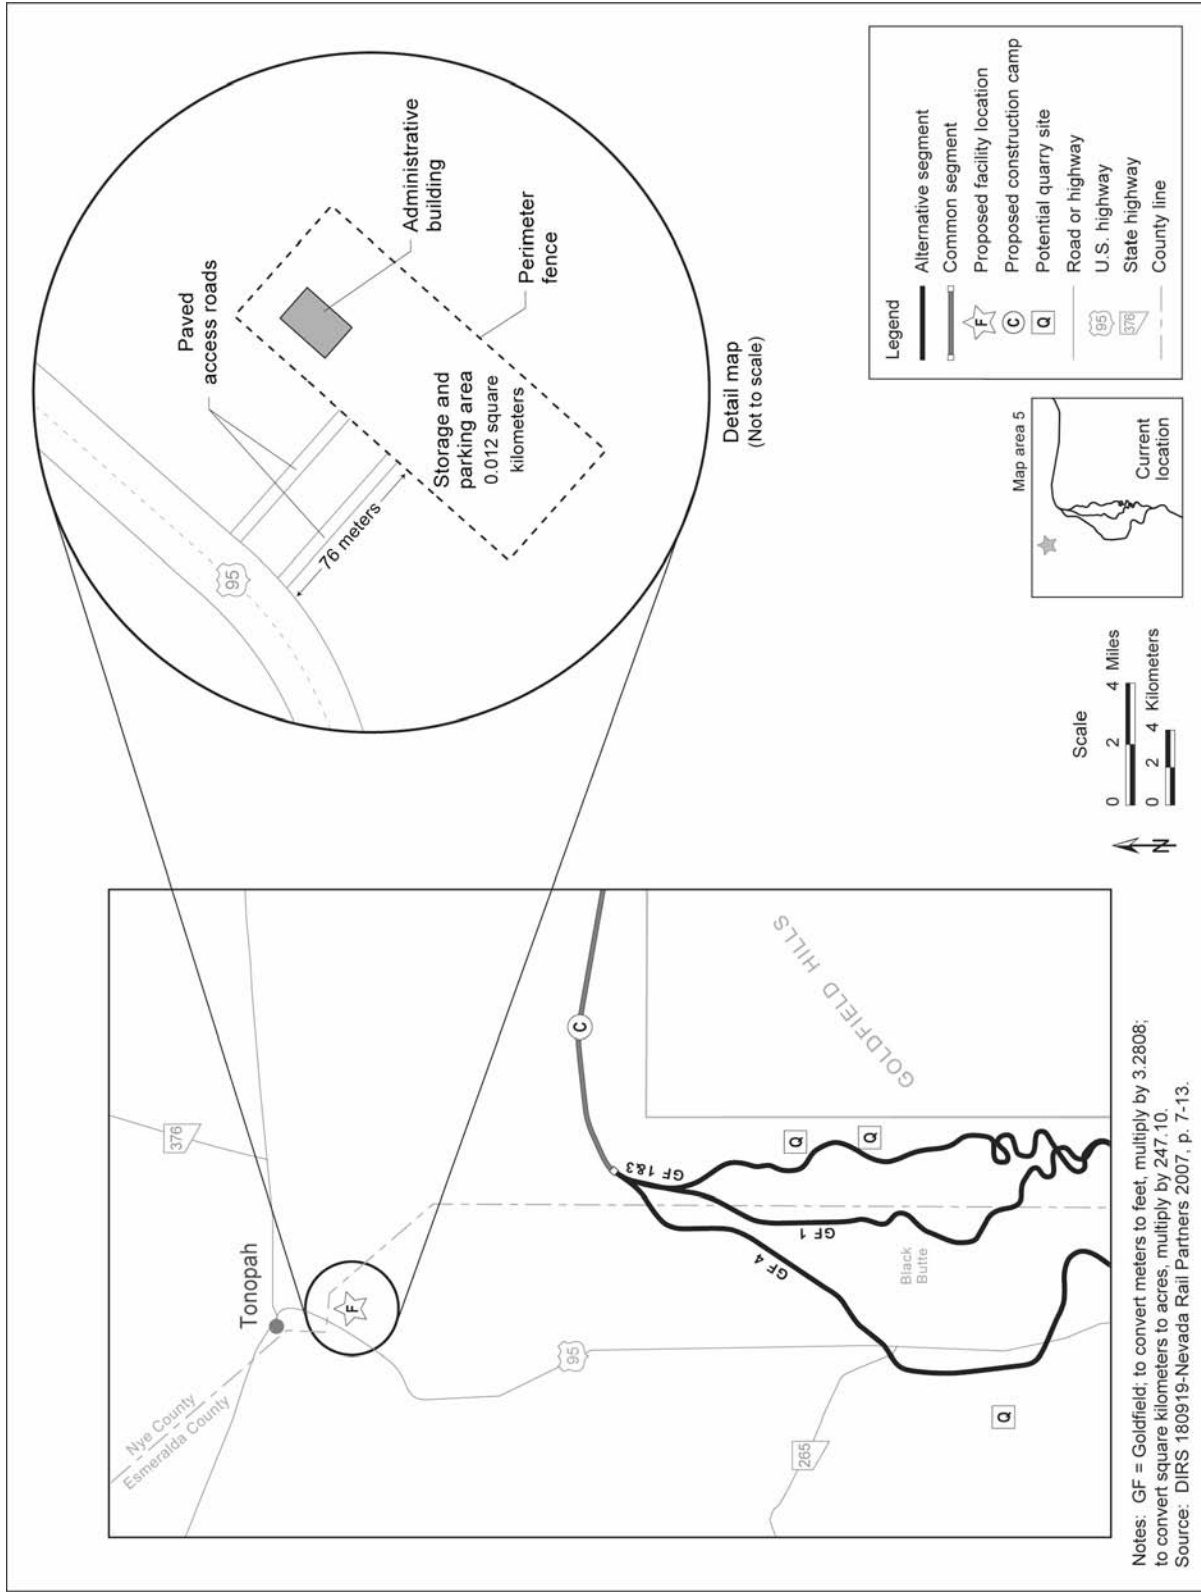 Nye County
Esmeralda County
Tonopah
376
F
95
265
C
GF 1&3
GF 1
GF 4
Q
Q
Q
Black
Butte
GOLDFIELD HILLS
95
Paved
access roads
76 meters
Storage and
parking area
0.012 square
kilometers
Administrative
building
Perimeter
fence
Detail map
(Not to scale)
N
Scale
0 2 4 Miles
0 2 4 Kilometers
Map area 5
Current
location
Legend
Alternative segment
Common segment
F Proposed facility location
C Proposed construction camp
Q Potential quarry site
Road or highway
95 U.S. highway
376 State highway
County line
Notes: GF = Goldfield; to convert meters to feet, multiply by 3.2808;
to convert square kilometers to acres, multiply by 247.10.
Source: DIRS 180919-Nevada Rail Partners 2007, p. 7-13.